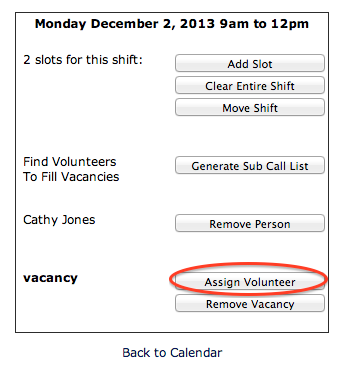 Monday December 2, 2013 9am to 12pm
2 slots for this shift:
Add Slot
Clear Entire Shift
Move Shift
Find Volunteers
To Fill Vacancies
Generate Sub Call List
Cathy Jones
Remove Person
vacancy
Assign Volunteer
Remove Vacancy
Back to Calendar